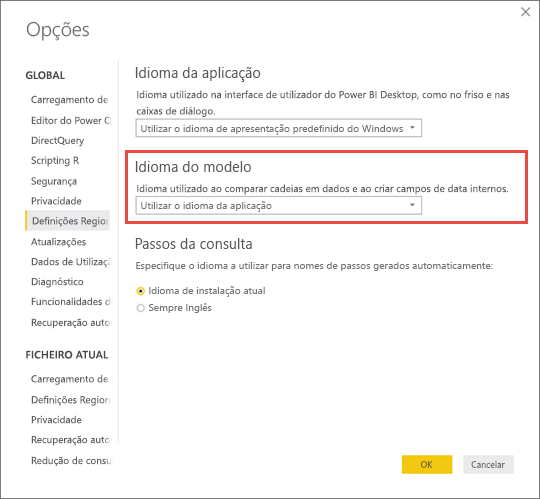 Opções
GLOBAL
Carregamento de
Editor do Power Q
DirectQuery
Scripting R
Segurança
Privacidade
Definições Region
Atualizações
Dados de Utilizaç
Diagnóstico
Funcionalidades d
Recuperação auto
FICHEIRO ATUAL
Carregamento de
Definições Region
Privacidade
Recuperação auto
Redução de consu
Idioma da aplicação
Idioma utilizado na interface de utilizador do Power BI Desktop, como no friso e nas
caixas de diálogo.
Utilizar o idioma de apresentação predefinido do Windows
Idioma do modelo
Idioma utilizado ao comparar cadeias em dados e ao criar campos de data internos.
Utilizar o idioma da aplicação
Passos da consulta
Especifique o idioma a utilizar para nomes de passos gerados automaticamente:
Idioma de instalação atual
Sempre Inglês
OK
Cancelar